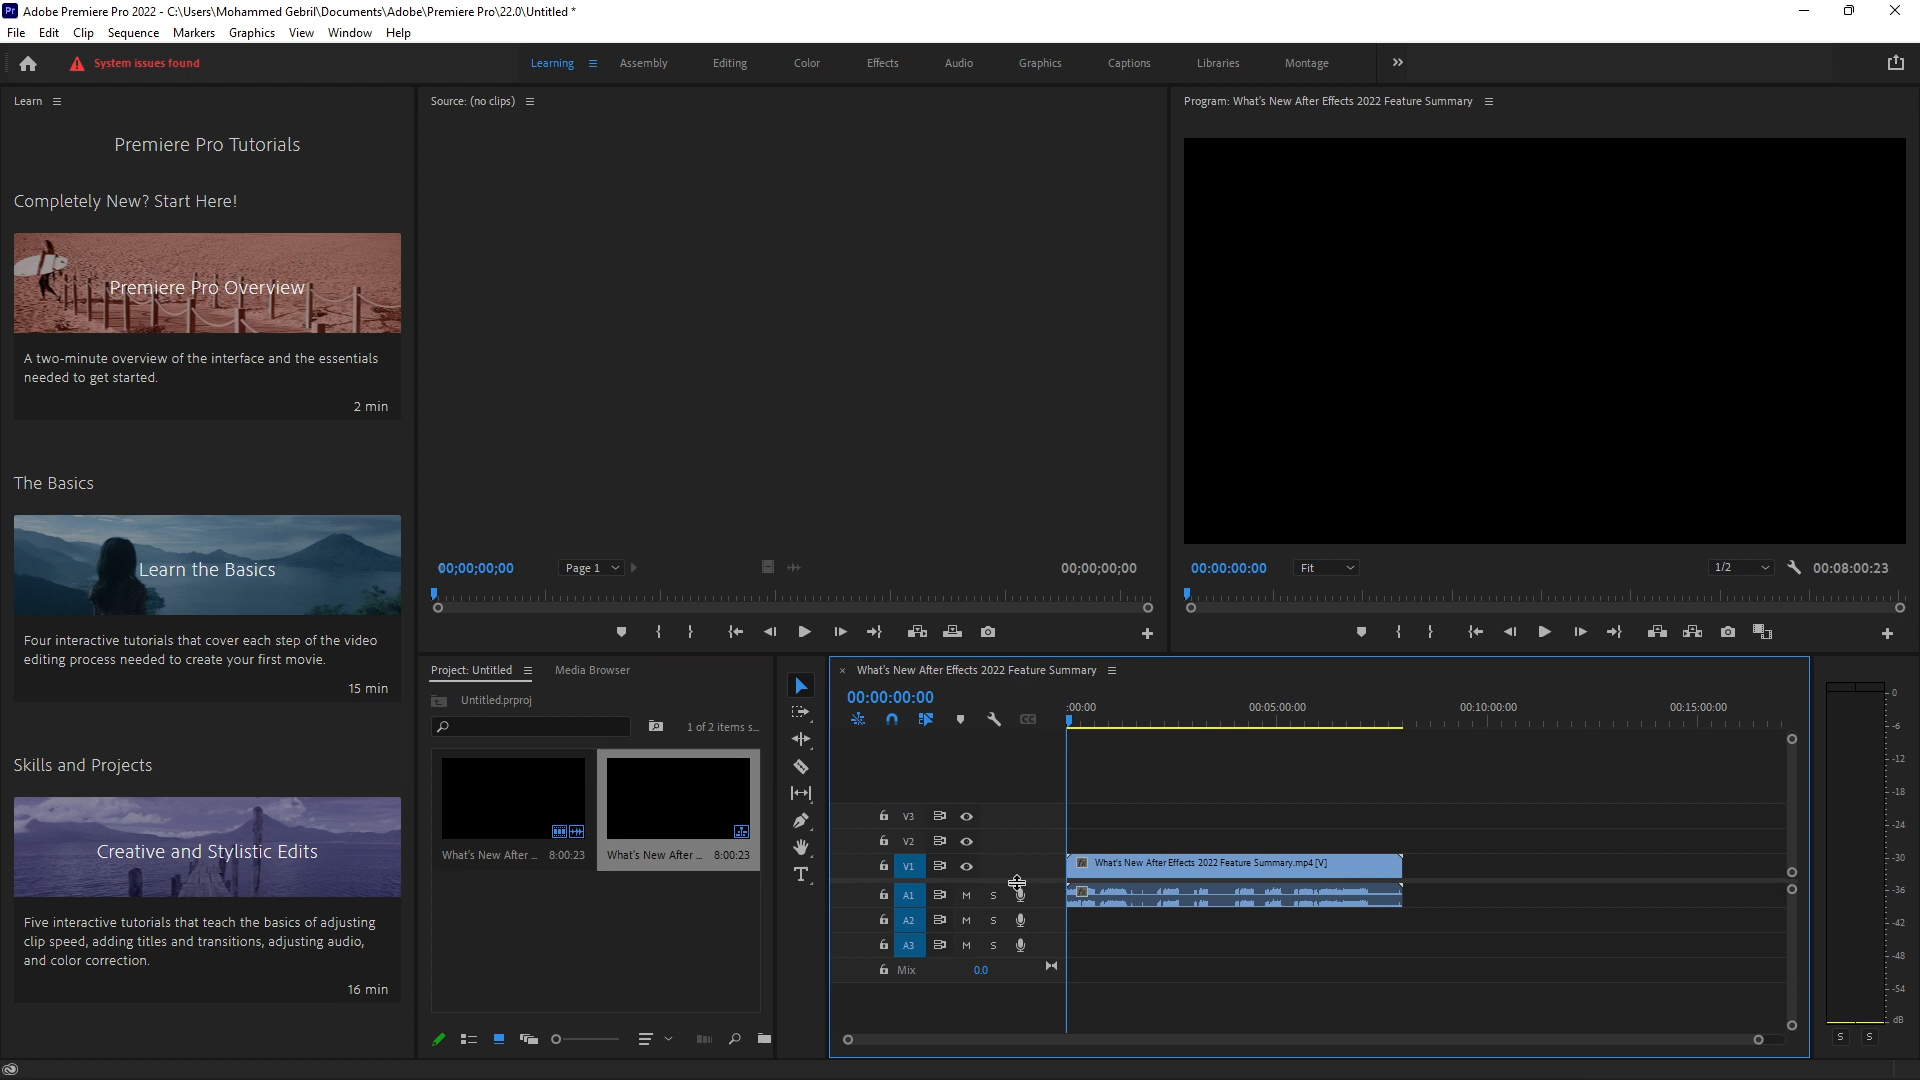 Pr Adobe Premiere Pro 2022 - C:\Users\Mohammed Gebril\Documents\Adobe\Premiere Pro\22.0\Untitled *
File Edit Clip Sequence Markers Graphics View Window Help
System issues found
Learning Assembly Editing Color Effects Audio Graphics Captions Libraries Montage
Learn
Premiere Pro Tutorials
Completely New? Start Here!
Premiere Pro Overview
A two-minute overview of the interface and the essentials
needed to get started.
2 min
The Basics
Learn the Basics
Four interactive tutorials that cover each step of the video
editing process needed to create your first movie.
15 min
Skills and Projects
Creative and Stylistic Edits
Five interactive tutorials that teach the basics of adjusting
clip speed, adding titles and transitions, adjusting audio,
and color correction.
16 min
Source: (no clips)
00;00;00;00 Page 1 00;00;00;00
Program: What's New After Effects 2022 Feature Summary
00:00:00:00 Fit 1/2 00:08:00:23
Project: Untitled Media Browser
Untitled.prproj
1 of 2 items s...
What's New After ... 8:00:23 What's New After ... 8:00:23
× What's New After Effects 2022 Feature Summary
00:00:00:00
CC
:00:00 00:05:00:00 00:10:00:00 00:15:00:00
V3
V2
V1 fx What's New After Effects 2022 Feature Summary.mp4 [V]
A1 M S fx
A2 M S
A3 M S
Mix 0.0
0
-6
-12
-18
-24
-30
-36
-42
-48
-54
dB
S S